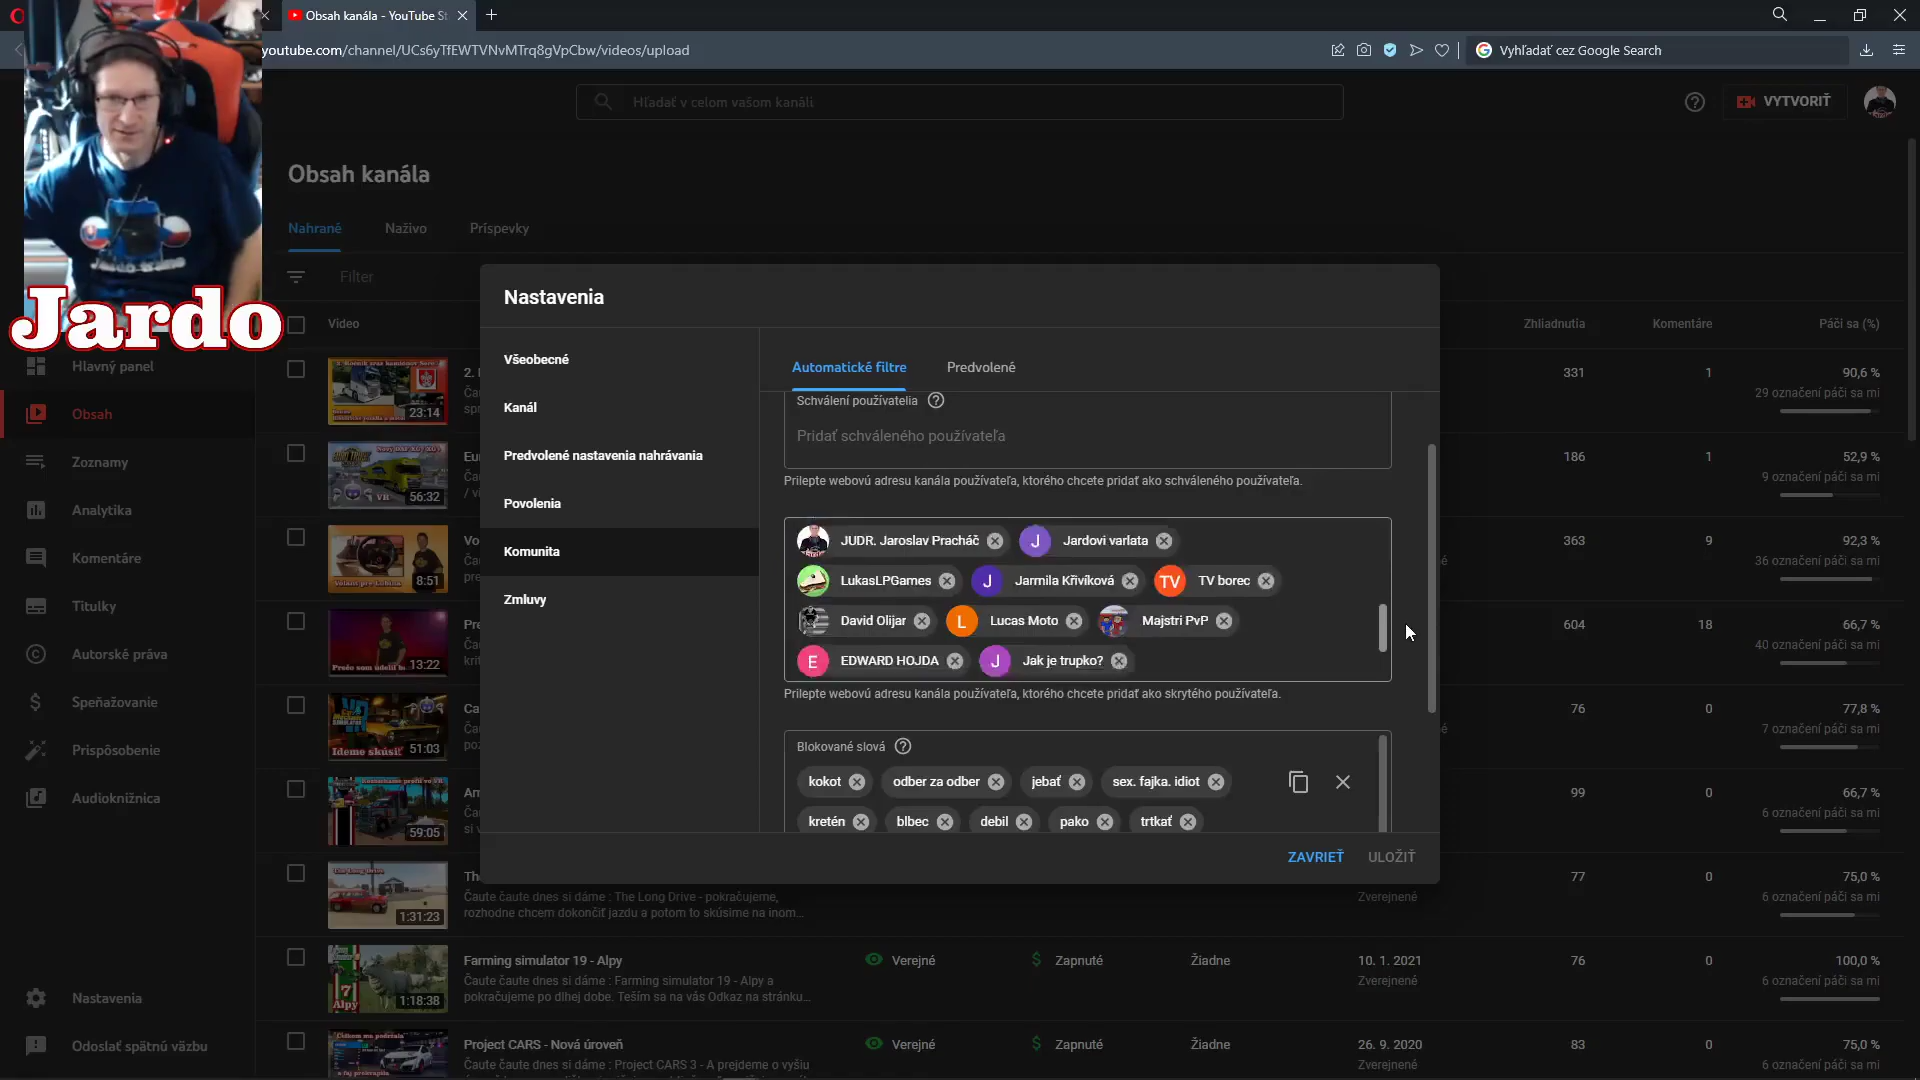 Obsah kanála - YouTube St
youtube.com/channel/UCs6yTfEWTVNvMTrq8gVpCbw/videos/upload
Vyhľadať cez Google Search
Hľadať v celom vašom kanáli
VYTVORIŤ
Obsah kanála
Nahrané
Naživo
Príspevky
Filter
Jardo
Video
Zhliadnutia
Komentáre
Páči sa (%)
Hlavný panel
Obsah
Zoznamy
Analytika
Komentáre
Titulky
Autorské práva
Speňažovanie
Prispôsobenie
Audioknižnica
Nastavenia
Odoslať spätnú väzbu
Nastavenia
Všeobecné
Kanál
Predvolené nastavenia nahrávania
Povolenia
Komunita
Zmluvy
Automatické filtre
Predvolené
Schválení používatelia
Pridať schváleného používateľa
Prilepte webovú adresu kanála používateľa, ktorého chcete pridať ako schváleného používateľa.
JUDR. Jaroslav Pracháč
J Jardovi varlata
LukasLPGames
J Jarmila Křivíková
TV TV borec
David Olijar
L Lucas Moto
Majstri PvP
E EDWARD HOJDA
J Jak je trupko?
Prilepte webovú adresu kanála používateľa, ktorého chcete pridať ako skrytého používateľa.
Blokované slová
kokot
odber za odber
jebať
sex. fajka. idiot
kretén
blbec
debil
pako
trtkať
ZAVRIEŤ
ULOŽIŤ
23:14
2.
331
1
90,6 %
29 označení páči sa mi
56:32
186
1
52,9 %
9 označení páči sa mi
8:51
363
9
92,3 %
36 označení páči sa mi
13:22
604
18
66,7 %
40 označení páči sa mi
Ideme skúsiť
51:03
76
0
77,8 %
7 označení páči sa mi
59:05
99
0
66,7 %
6 označení páči sa mi
1:31:23
Čaute čaute dnes si dáme : The Long Drive - pokračujeme,
rozhodne chcem dokončiť jazdu a potom to skúsime na inom...
Zverejnené
77
0
75,0 %
6 označení páči sa mi
7
Alpy
1:18:38
Farming simulator 19 - Alpy
Čaute čaute dnes si dáme : Farming simulator 19 - Alpy a
pokračujeme po dlhej dobe. Teším sa na vás Odkaz na stránku...
Verejné
Zapnuté
Žiadne
10. 1. 2021
Zverejnené
76
0
100,0 %
6 označení páči sa mi
Project CARS - Nová úroveň
Čaute čaute dnes si dáme : Project CARS 3 - A prejdeme o vyšiu
Verejné
Zapnuté
Žiadne
26. 9. 2020
Zverejnené
83
0
75,0 %
6 označení páči sa mi